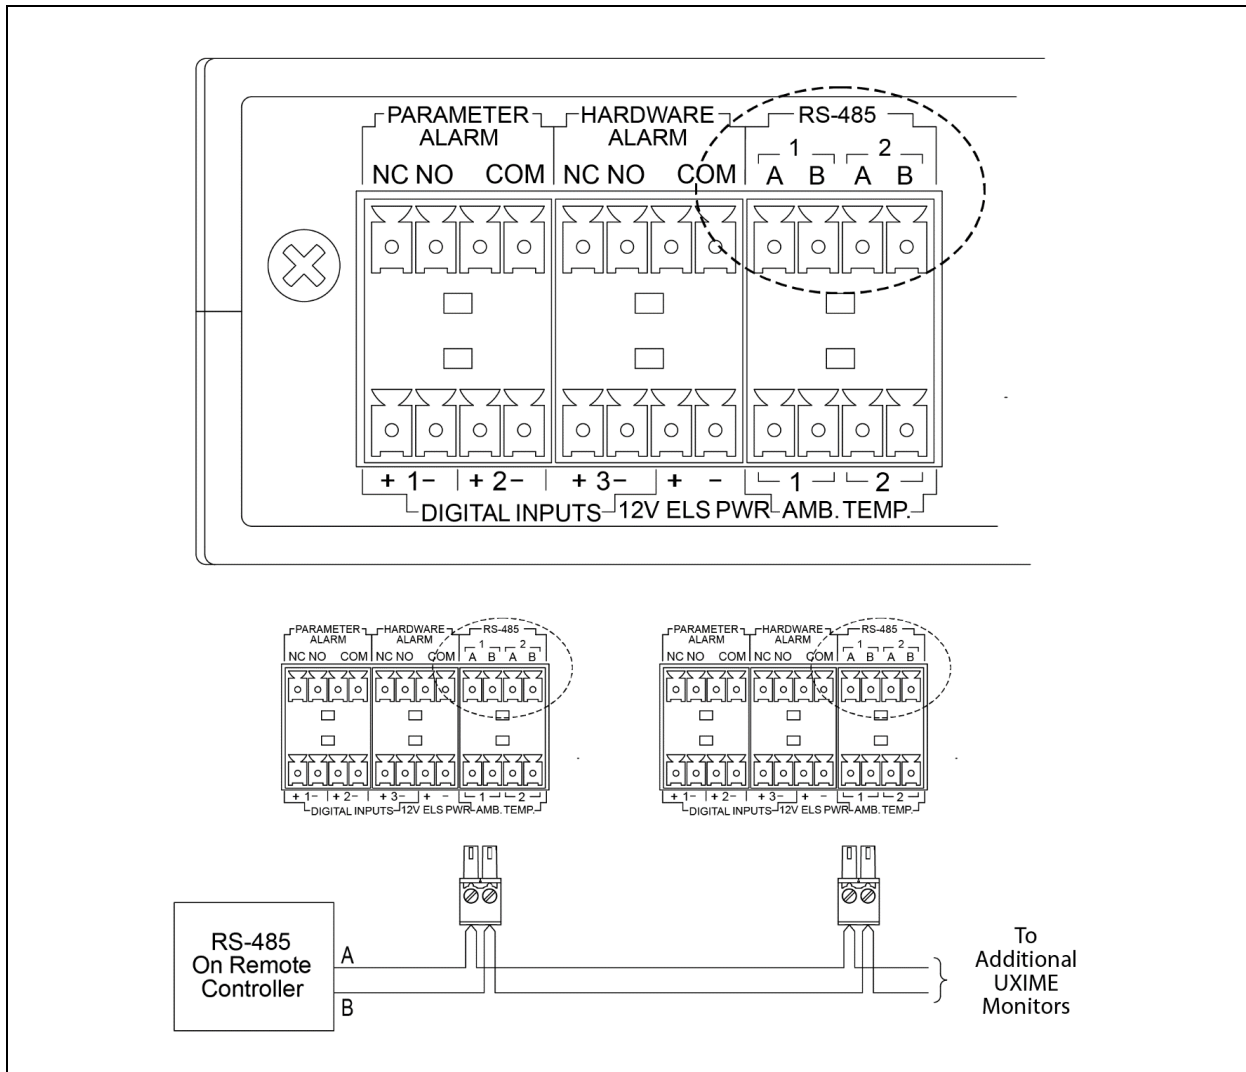 PARAMETER ALARM
HARDWARE ALARM
RS-485
1 2
NC NO COM NC NO COM A B A B
+ 1- + 2- + 3- + - 1 2
DIGITAL INPUTS 12V ELS PWR AMB. TEMP.
PARAMETER ALARM
HARDWARE ALARM
RS-485
1 2
NC NO COM NC NO COM A B A B
+ 1- + 2- + 3- + - 1 2
DIGITAL INPUTS 12V ELS PWR AMB. TEMP.
PARAMETER ALARM
HARDWARE ALARM
RS-485
1 2
NC NO COM NC NO COM A B A B
+ 1- + 2- + 3- + - 1 2
DIGITAL INPUTS 12V ELS PWR AMB. TEMP.
RS-485
On Remote
Controller
A
B
To
Additional
UXIME
Monitors